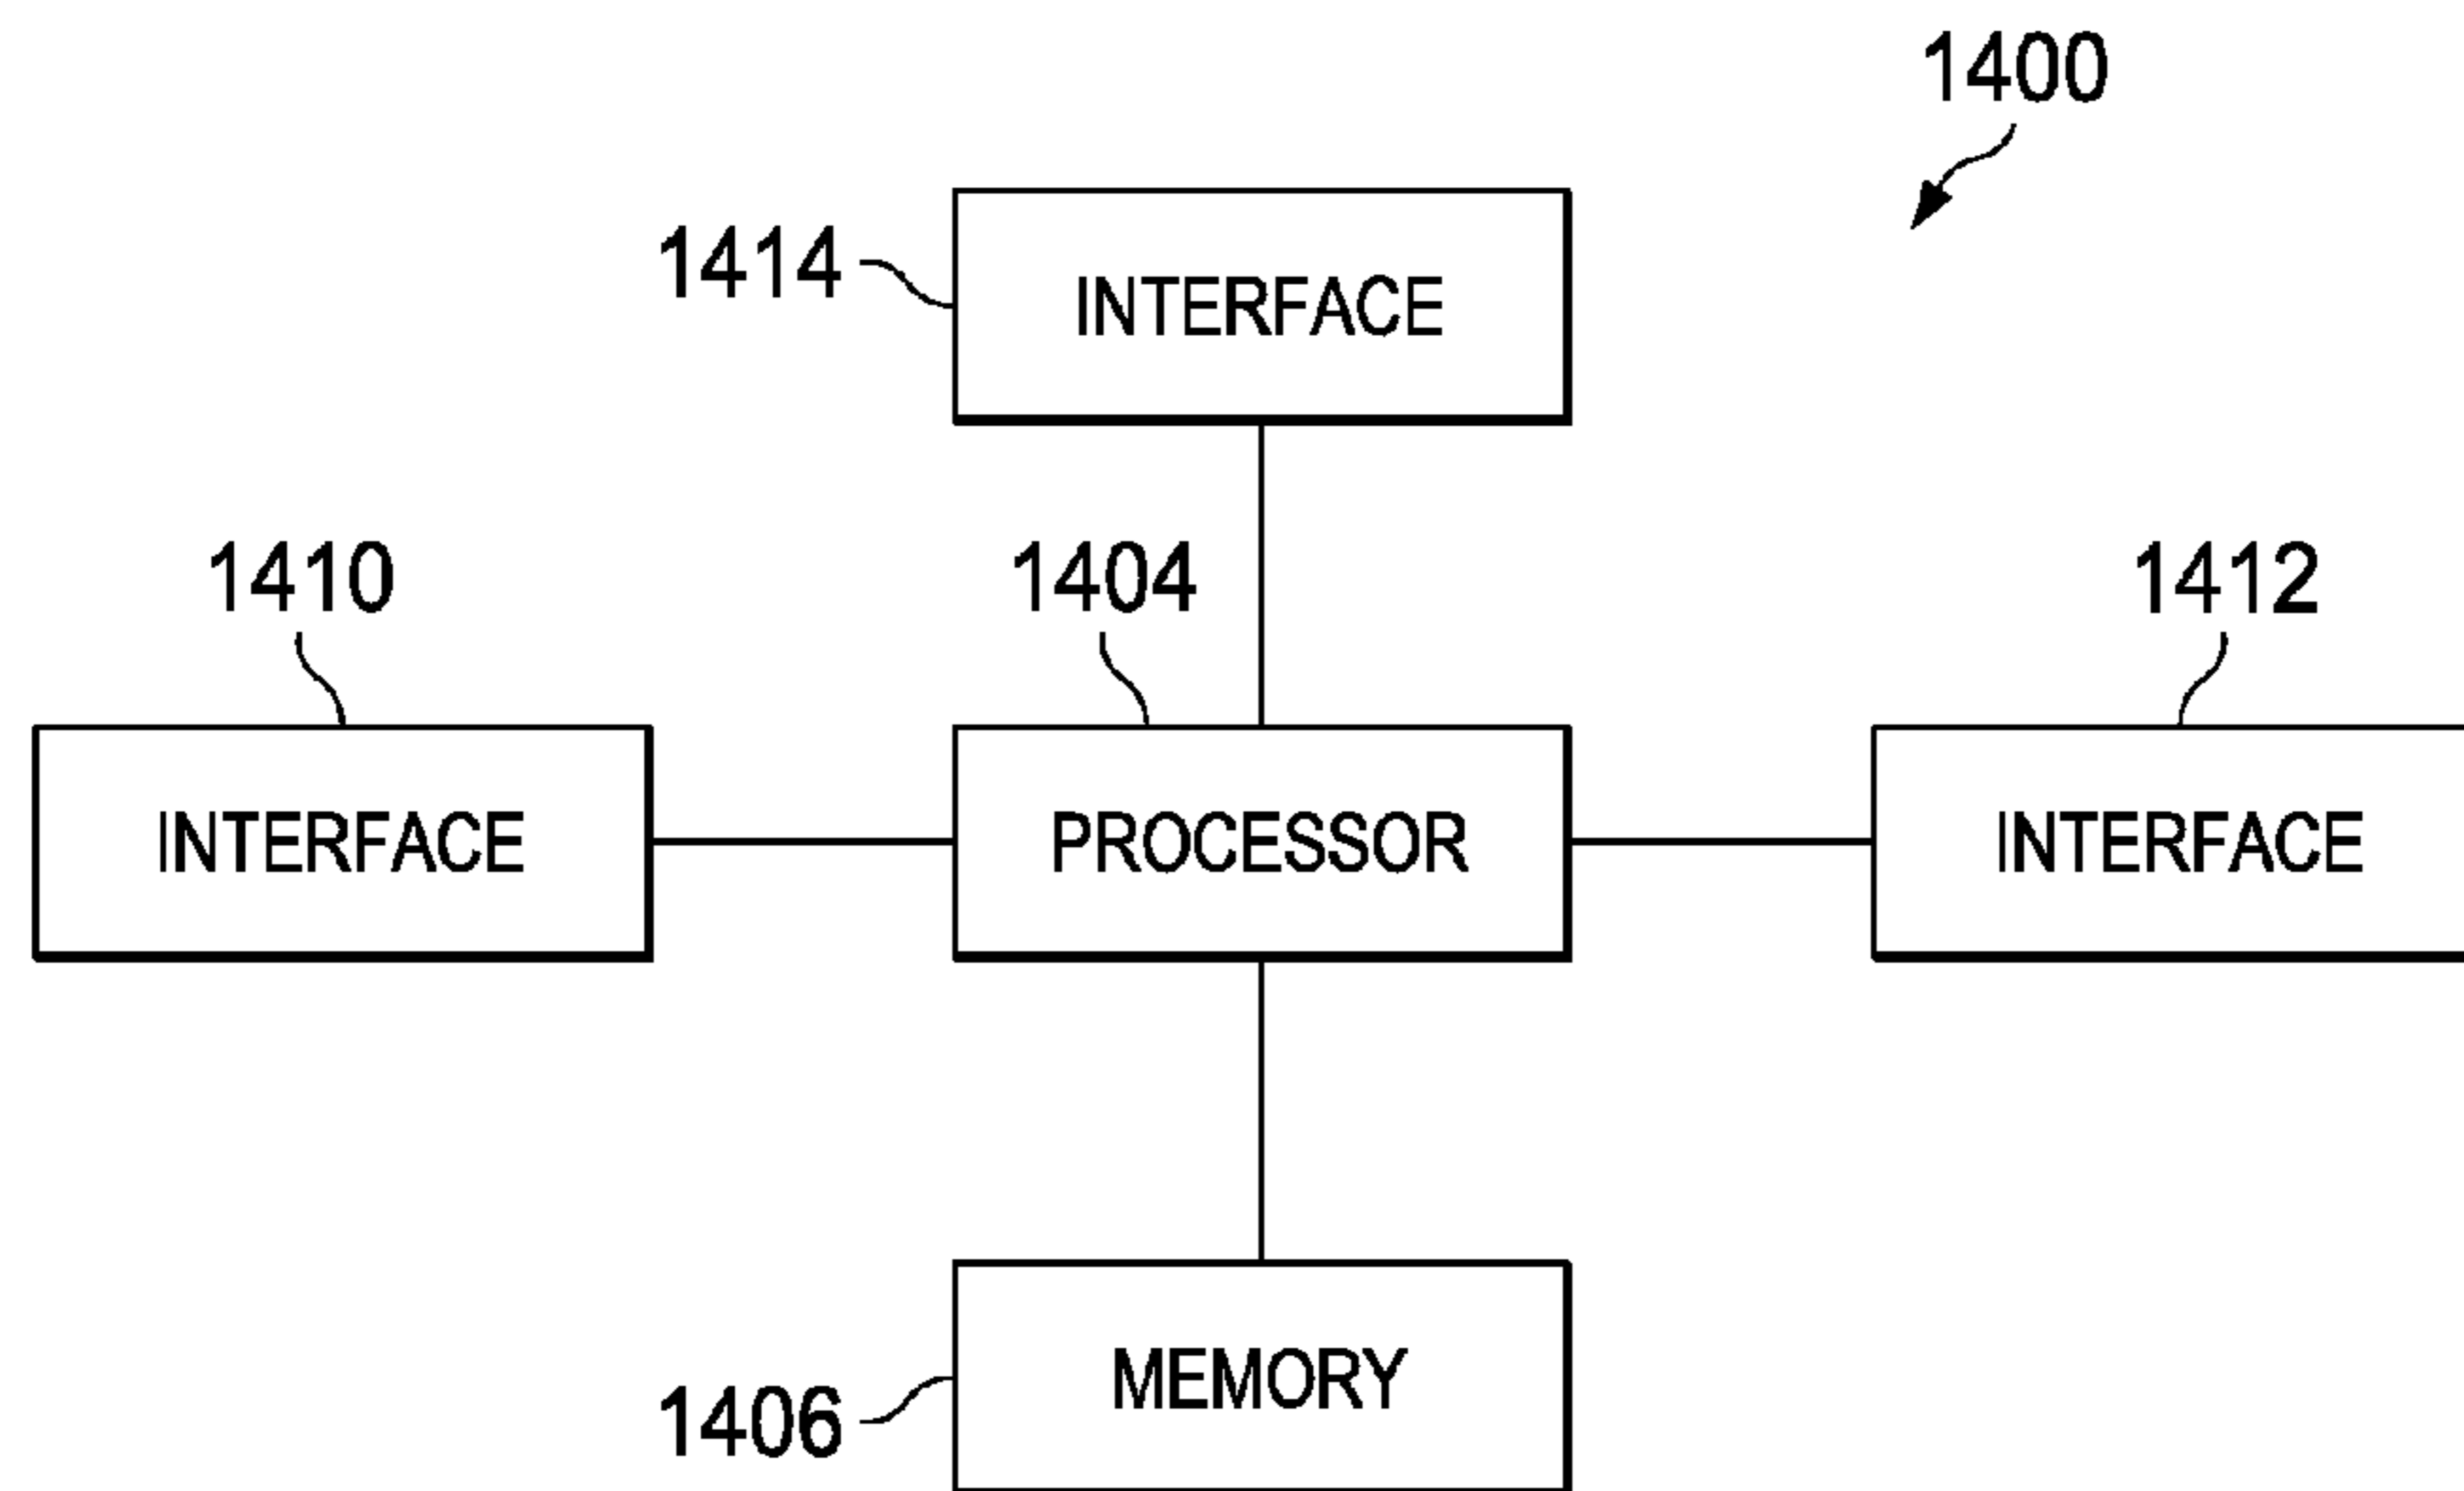 1400
1414
INTERFACE
1410
1404
1412
INTERFACE
PROCESSOR
INTERFACE
MEMORY
1406